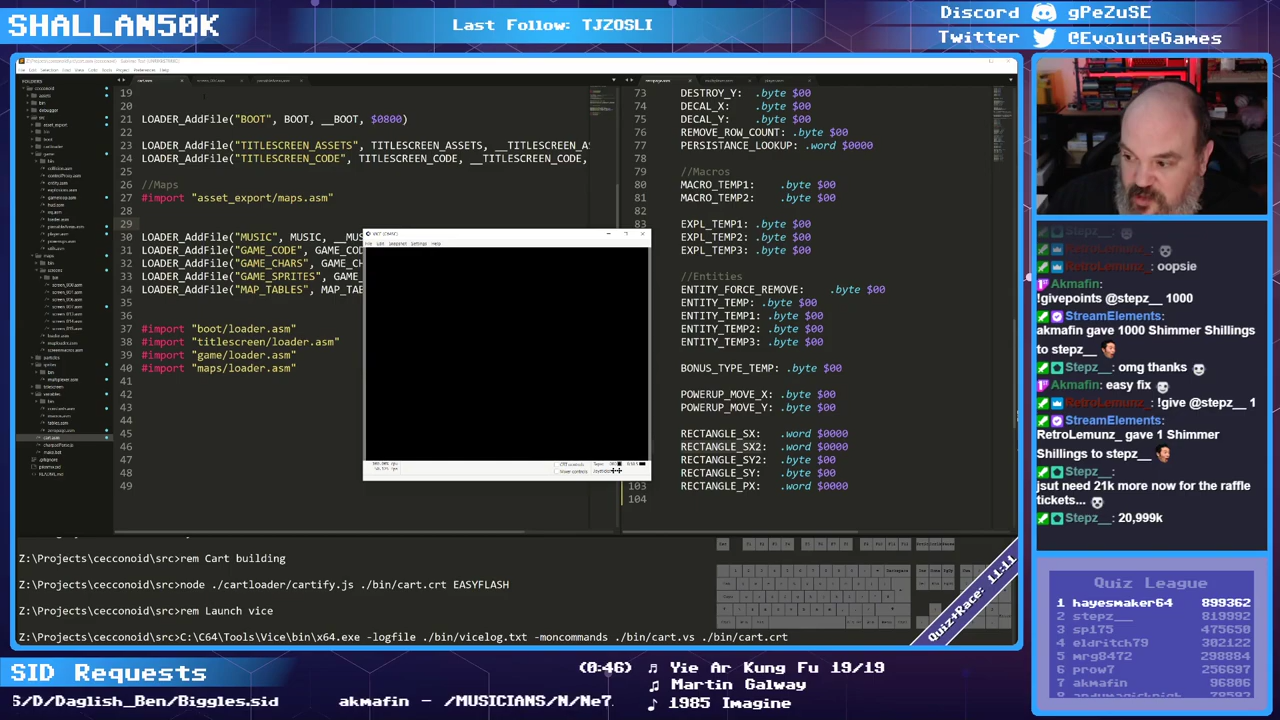 SHALLAN50K
Last Follow: TJZOSLI
Discord gPeZuSE
Twitter @EvoluteGames
19
20
21 LOADER_AddFile("BOOT", BOOT, __BOOT, $0800)
22
23 LOADER_AddFile("TITLESCREEN_ASSETS", TITLESCREEN_ASSETS, __TITLES
24 LOADER_AddFile("TITLESCREEN_CODE", TITLESCREEN_CODE, __TITLESCREEN_CODE,
25
26 //Maps
27 #import "asset_export/maps.asm"
28
29
30 LOADER_AddFile("MUSIC", MUSIC, __MUS
31 LOADER_AddFile("GAME_CODE", GAME_CO
32 LOADER_AddFile("GAME_CHARS", GAME_C
33 LOADER_AddFile("GAME_SPRITES", GAME_
34 LOADER_AddFile("MAP_TABLES", MAP_TAB
35
36
37 #import "boot/loader.asm"
38 #import "titlescreen/loader.asm"
39 #import "game/loader.asm"
40 #import "maps/loader.asm"
41
42
43
44
45
46
47
48
49
73 DESTROY_Y: .byte $00
74 DECAL_X: .byte $00
75 DECAL_Y: .byte $00
76 REMOVE_ROW_COUNT: .byte $00
77 PERSISTANCE_LOOKUP: .word $0000
78
79 //Macros
80 MACRO_TEMP1: .byte $00
81 MACRO_TEMP2: .byte $00
82
EXPL_TEMP1: .byte $00
EXPL_TEMP2: .byte $00
EXPL_TEMP3: .byte $00
//Entities
ENTITY_FORCE_REMOVE: .byte $00
ENTITY_TEMP: .byte $00
ENTITY_TEMP1: .byte $00
ENTITY_TEMP2: .byte $00
ENTITY_TEMP3: .byte $00
BONUS_TYPE_TEMP: .byte $00
POWERUP_MOVE_X: .byte $00
POWERUP_MOVE_Y: .byte $00
RECTANGLE_SX: .word $0000
RECTANGLE_SX2: .word $0000
RECTANGLE_SY2: .byte $00
RECTANGLE_SY: .byte $00
103 RECTANGLE_PX: .word $0000
104
Z:\Projects\cecconoid\src>rem Cart building
Z:\Projects\cecconoid\src>node ./cartloader/cartify.js ./bin/cart.crt EASYFLASH
Z:\Projects\cecconoid\src>rem Launch vice
Z:\Projects\cecconoid\src>C:\C64\Tools\Vice\bin\x64.exe -logfile ./bin/vicelog.txt -moncommands ./bin/cart.vs ./bin/cart.crt
Quiz+Race: 11:11
Stepz__:
RetroLemunz_:
RetroLemunz_: oopsie
Akmafin:
!givepoints @stepz__ 1000
StreamElements:
akmafin gave 1000 Shimmer Shillings
to stepz__
Stepz__: omg thanks
Akmafin: easy fix
RetroLemunz_: !give @stepz__ 1
StreamElements:
RetroLemunz_ gave 1 Shimmer
Shillings to stepz__
Stepz__:
jsut need 21k more now for the raffle
tickets...
Stepz__: 20,999k
Quiz League
1 hayesmaker64 899362
2 stepz__ 819992
3 sp175 475650
4 eldritch79 302122
5 mrg8472 298884
6 prow7 256697
7 akmafin 96806
SID Requests
(0:46) Yie Ar Kung Fu 19/19
Martin Galway
1985 Imagine
S/D/Daglish_Ben/Biggles.sid akmafin - /MUSICIANS/N/Ne7